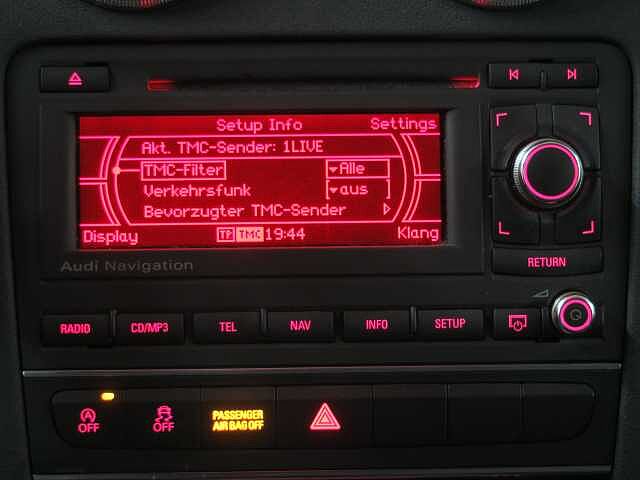 Setup Info Settings
Akt. TMC-Sender: 1LIVE
TMC-Filter Alle
Verkehrsfunk aus
Bevorzugter TMC-Sender
Display TP TMC 19:44 Klang
Audi Navigation
RETURN
RADIO CD/MP3 TEL NAV INFO SETUP
OFF OFF PASSENGER
AIR BAG OFF